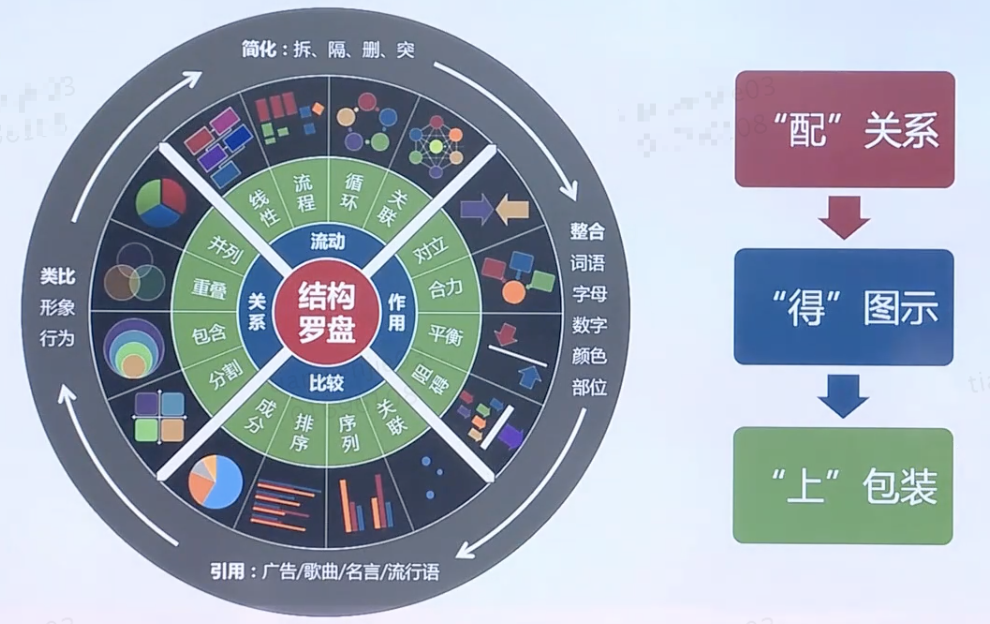 简化：拆、隔、删、突
整合
词语
字母
数字
颜色
部位
引用：广告/歌曲/名言/流行语
类比
形象
行为
结构
罗盘
流动
作用
比较
关系
线性
流程
循环
关联
对立
合力
平衡
阻碍
关联
序列
排序
成分
分割
包含
重叠
并列
“配”关系
“得”图示
“上”包装